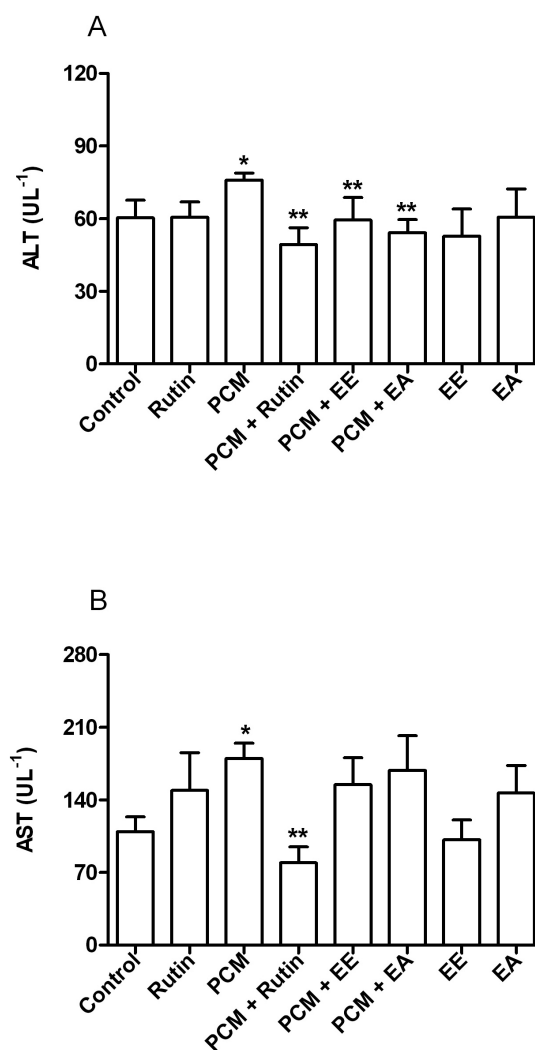 A
ALT (UL⁻¹)
120
90
60
30
0
*
**
**
**
Control
Rutin
PCM
PCM + Rutin
PCM + EE
PCM + EA
EE
EA
B
AST (UL⁻¹)
280
210
140
70
0
*
**
Control
Rutin
PCM
PCM + Rutin
PCM + EE
PCM + EA
EE
EA